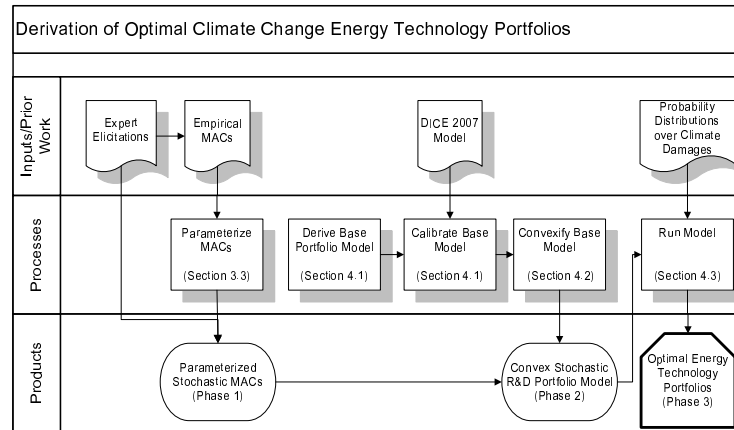 Derivation of Optimal Climate Change Energy Technology Portfolios
Inputs/Prior
Work
Expert
Elicitations
Empirical
MACs
DICE 2007
Model
Probability
Distributions
over Climate
Damages
Processes
Parameterize
MACs
(Section 3.3)
Derive Base
Portfolio Model
(Section 4.1)
Calibrate Base
Model
(Section 4.1)
Convexify Base
Model
(Section 4.2)
Run Model
(Section 4.3)
Products
Parameterized
Stochastic MACs
(Phase 1)
Convex Stochastic
R&D Portfolio Model
(Phase 2)
Optimal Energy
Technology
Portfolios
(Phase 3)